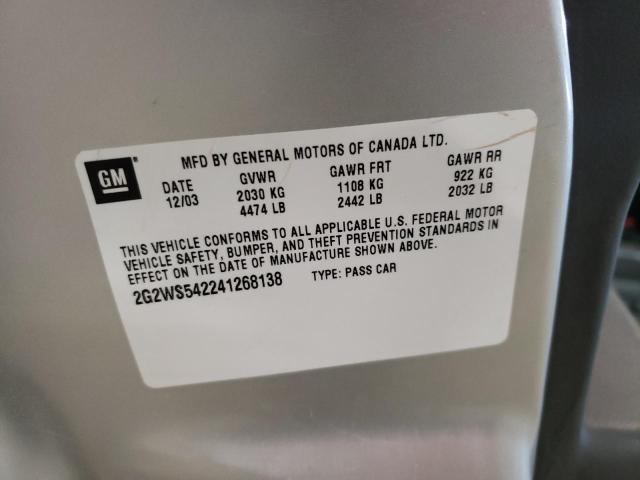 MFD BY GENERAL MOTORS OF CANADA LTD.
GM
DATE GVWR GAWR FRT GAWR RR
12/03 2030 KG 1108 KG 922 KG
4474 LB 2442 LB 2032 LB
THIS VEHICLE CONFORMS TO ALL APPLICABLE U.S. FEDERAL MOTOR
VEHICLE SAFETY, BUMPER, AND THEFT PREVENTION STANDARDS IN
EFFECT ON THE DATE OF MANUFACTURE SHOWN ABOVE.
2G2WS542241268138 TYPE: PASS CAR